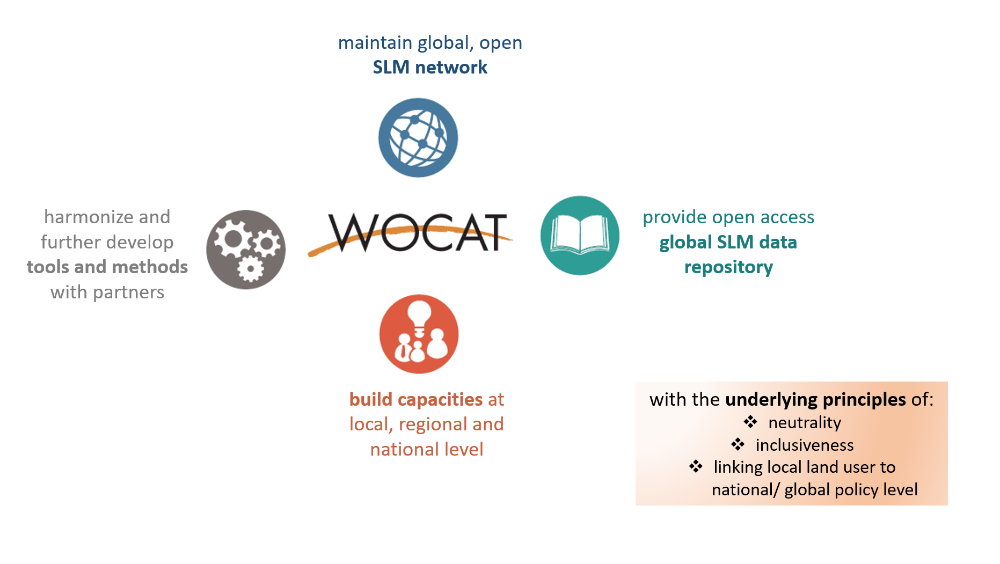 maintain global, open
SLM network
harmonize and
further develop
tools and methods
with partners
WOCAT
provide open access
global SLM data
repository
build capacities at
local, regional and
national level
with the underlying principles of:
❖ neutrality
❖ inclusiveness
❖ linking local land user to
national/ global policy level